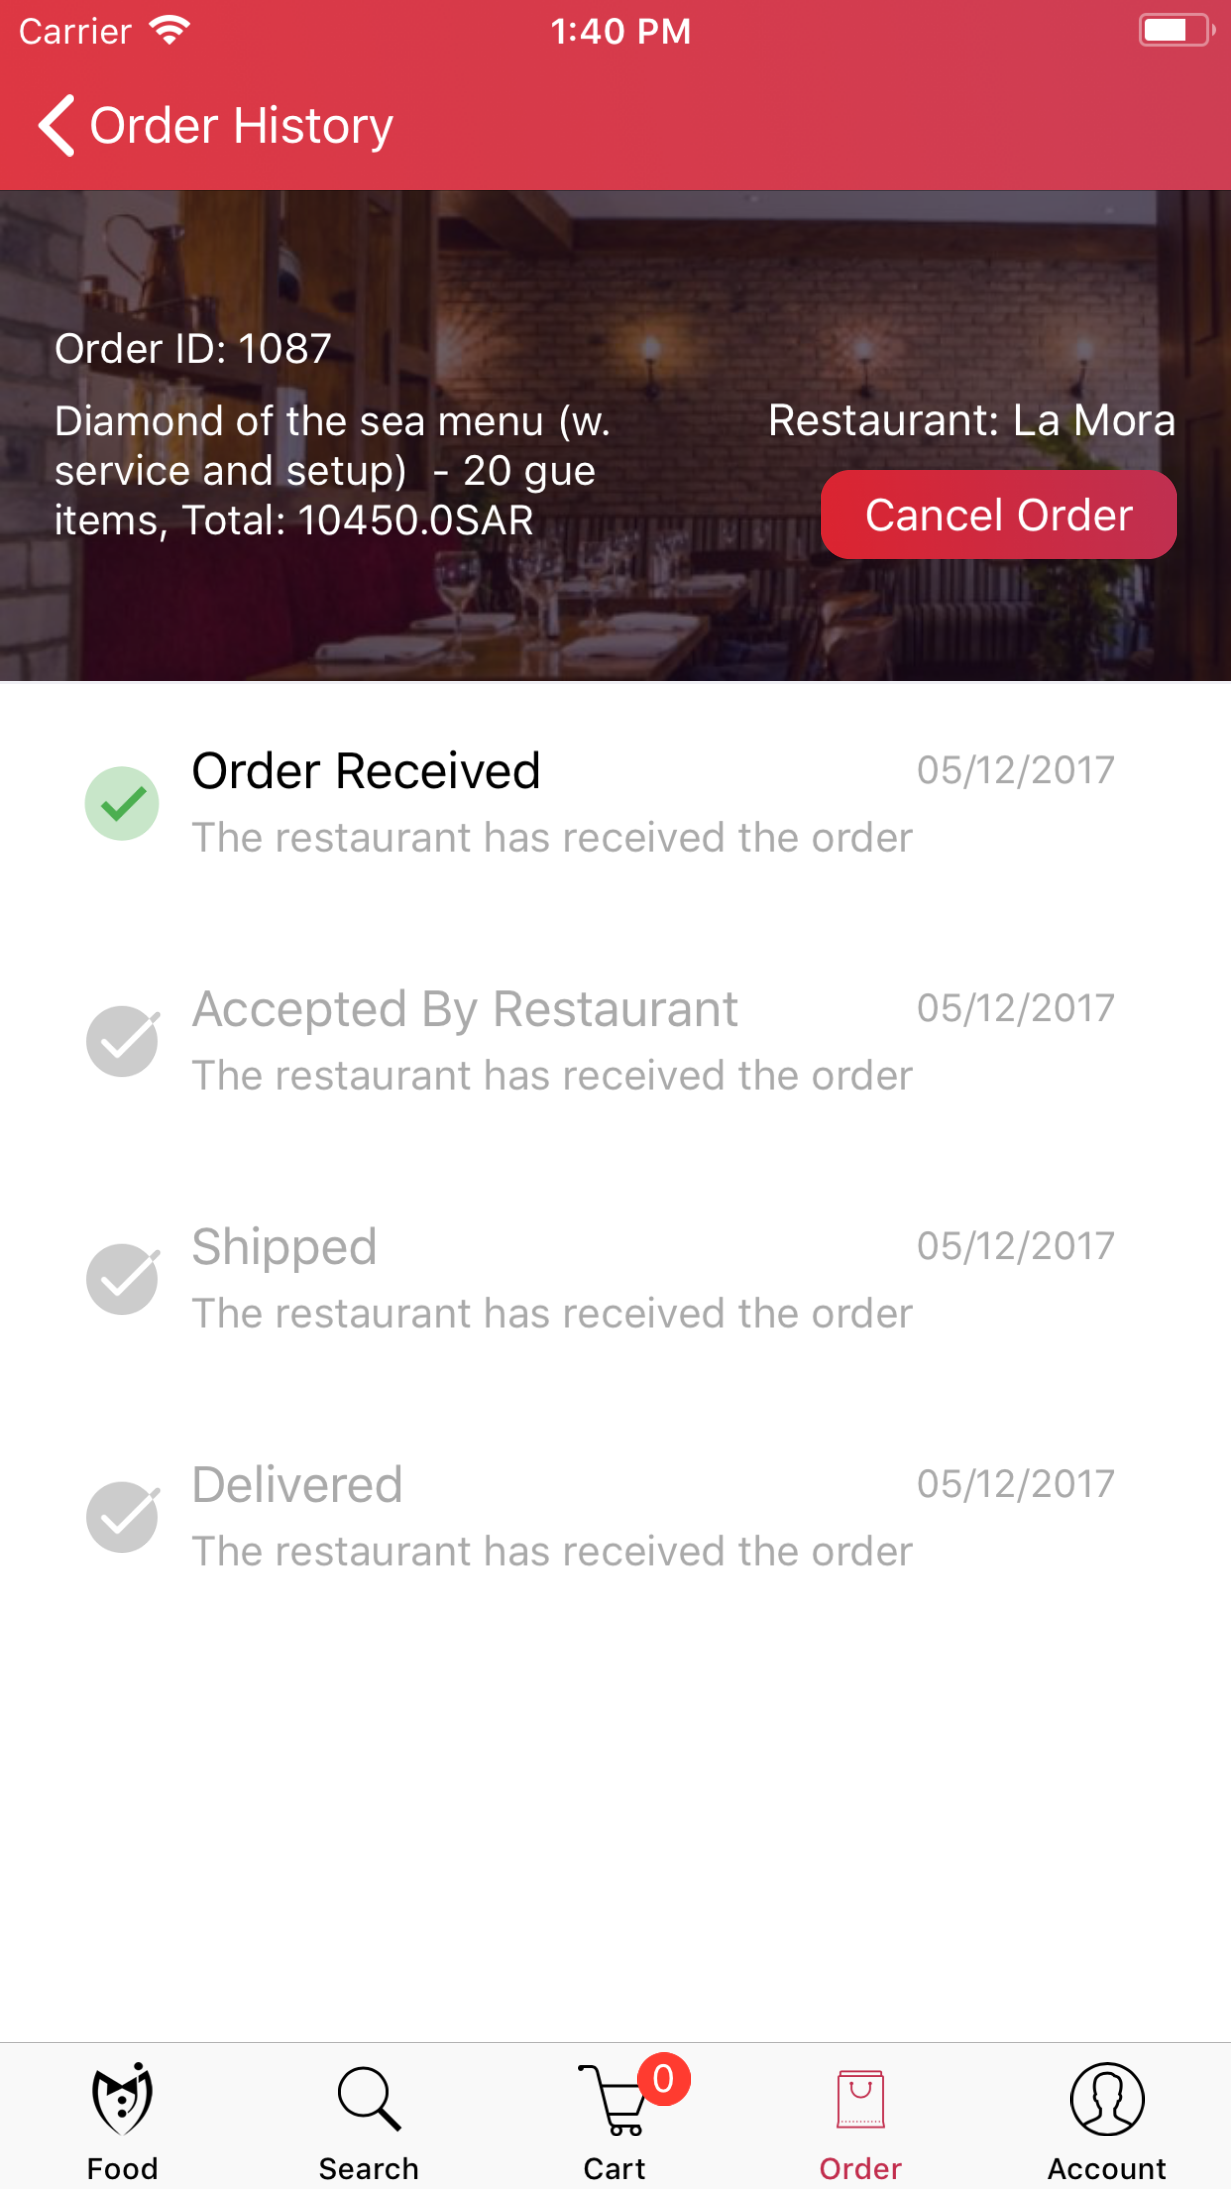 Carrier 1:40 PM
Order History
Order ID: 1087
Diamond of the sea menu (w.
service and setup)  - 20 gue
items, Total: 10450.0SAR
Restaurant: La Mora
Cancel Order
Order Received 05/12/2017
The restaurant has received the order
Accepted By Restaurant 05/12/2017
The restaurant has received the order
Shipped 05/12/2017
The restaurant has received the order
Delivered 05/12/2017
The restaurant has received the order
0
Food Search Cart Order Account